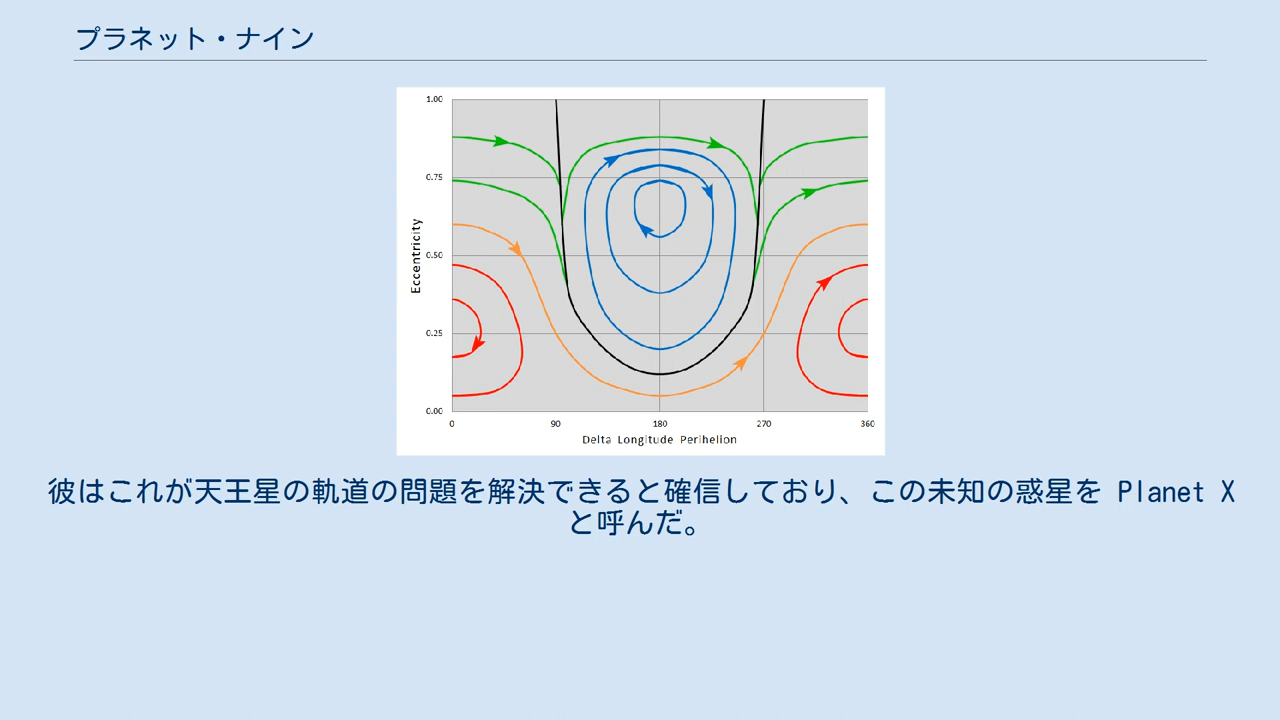 プラネット・ナイン
1.00
0.75
0.50
0.25
0.00
Eccentricity
0 90 180 270 360
Delta Longitude Perihelion
彼はこれが天王星の軌道の問題を解決できると確信しており、この未知の惑星を Planet X
と呼んだ。